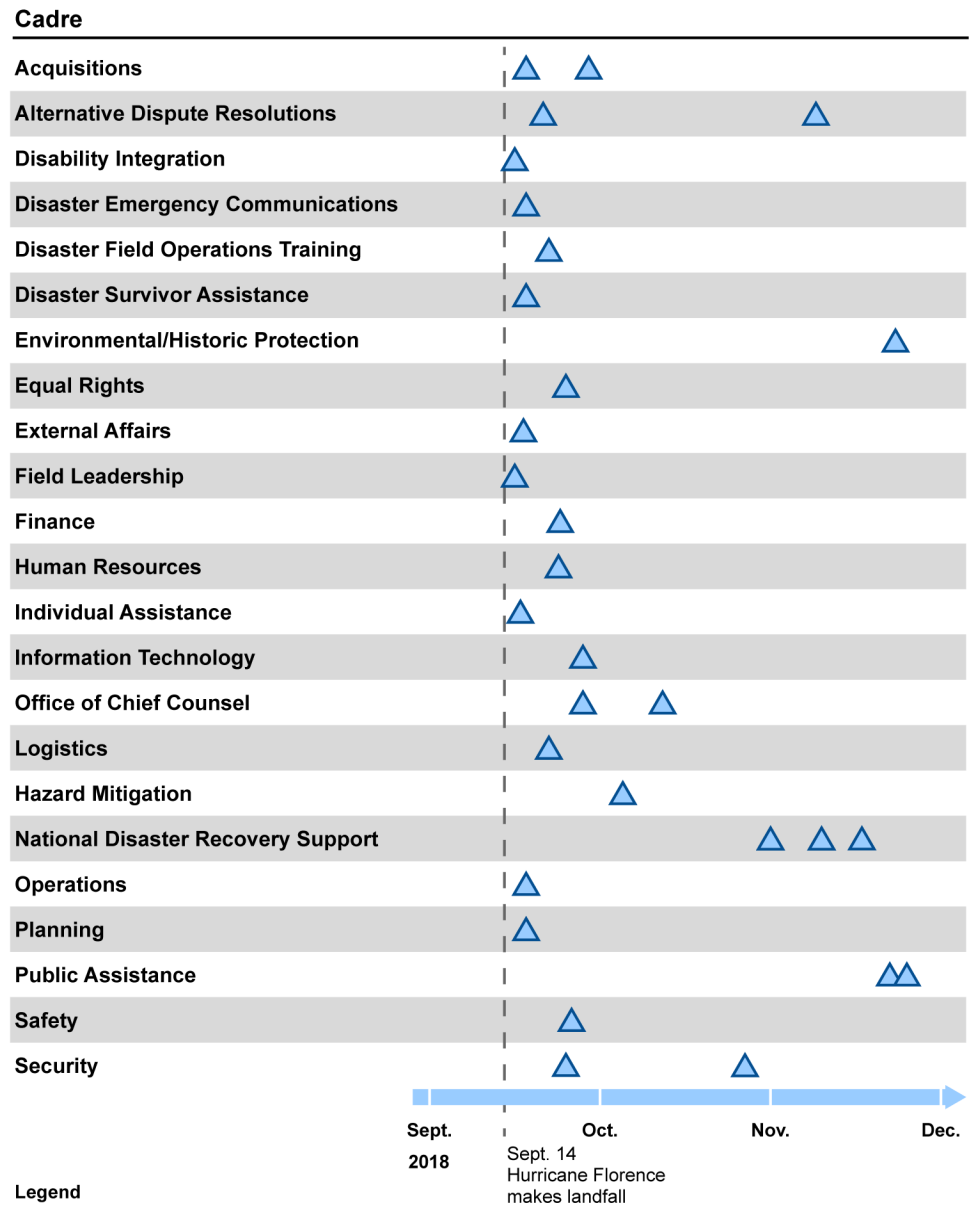 Cadre
Acquisitions
Alternative Dispute Resolutions
Disability Integration
Disaster Emergency Communications
Disaster Field Operations Training
Disaster Survivor Assistance
Environmental/Historic Protection
Equal Rights
External Affairs
Field Leadership
Finance
Human Resources
Individual Assistance
Information Technology
Office of Chief Counsel
Logistics
Hazard Mitigation
National Disaster Recovery Support
Operations
Planning
Public Assistance
Safety
Security
Sept. Oct. Nov. Dec.
2018
Sept. 14
Hurricane Florence
makes landfall
Legend